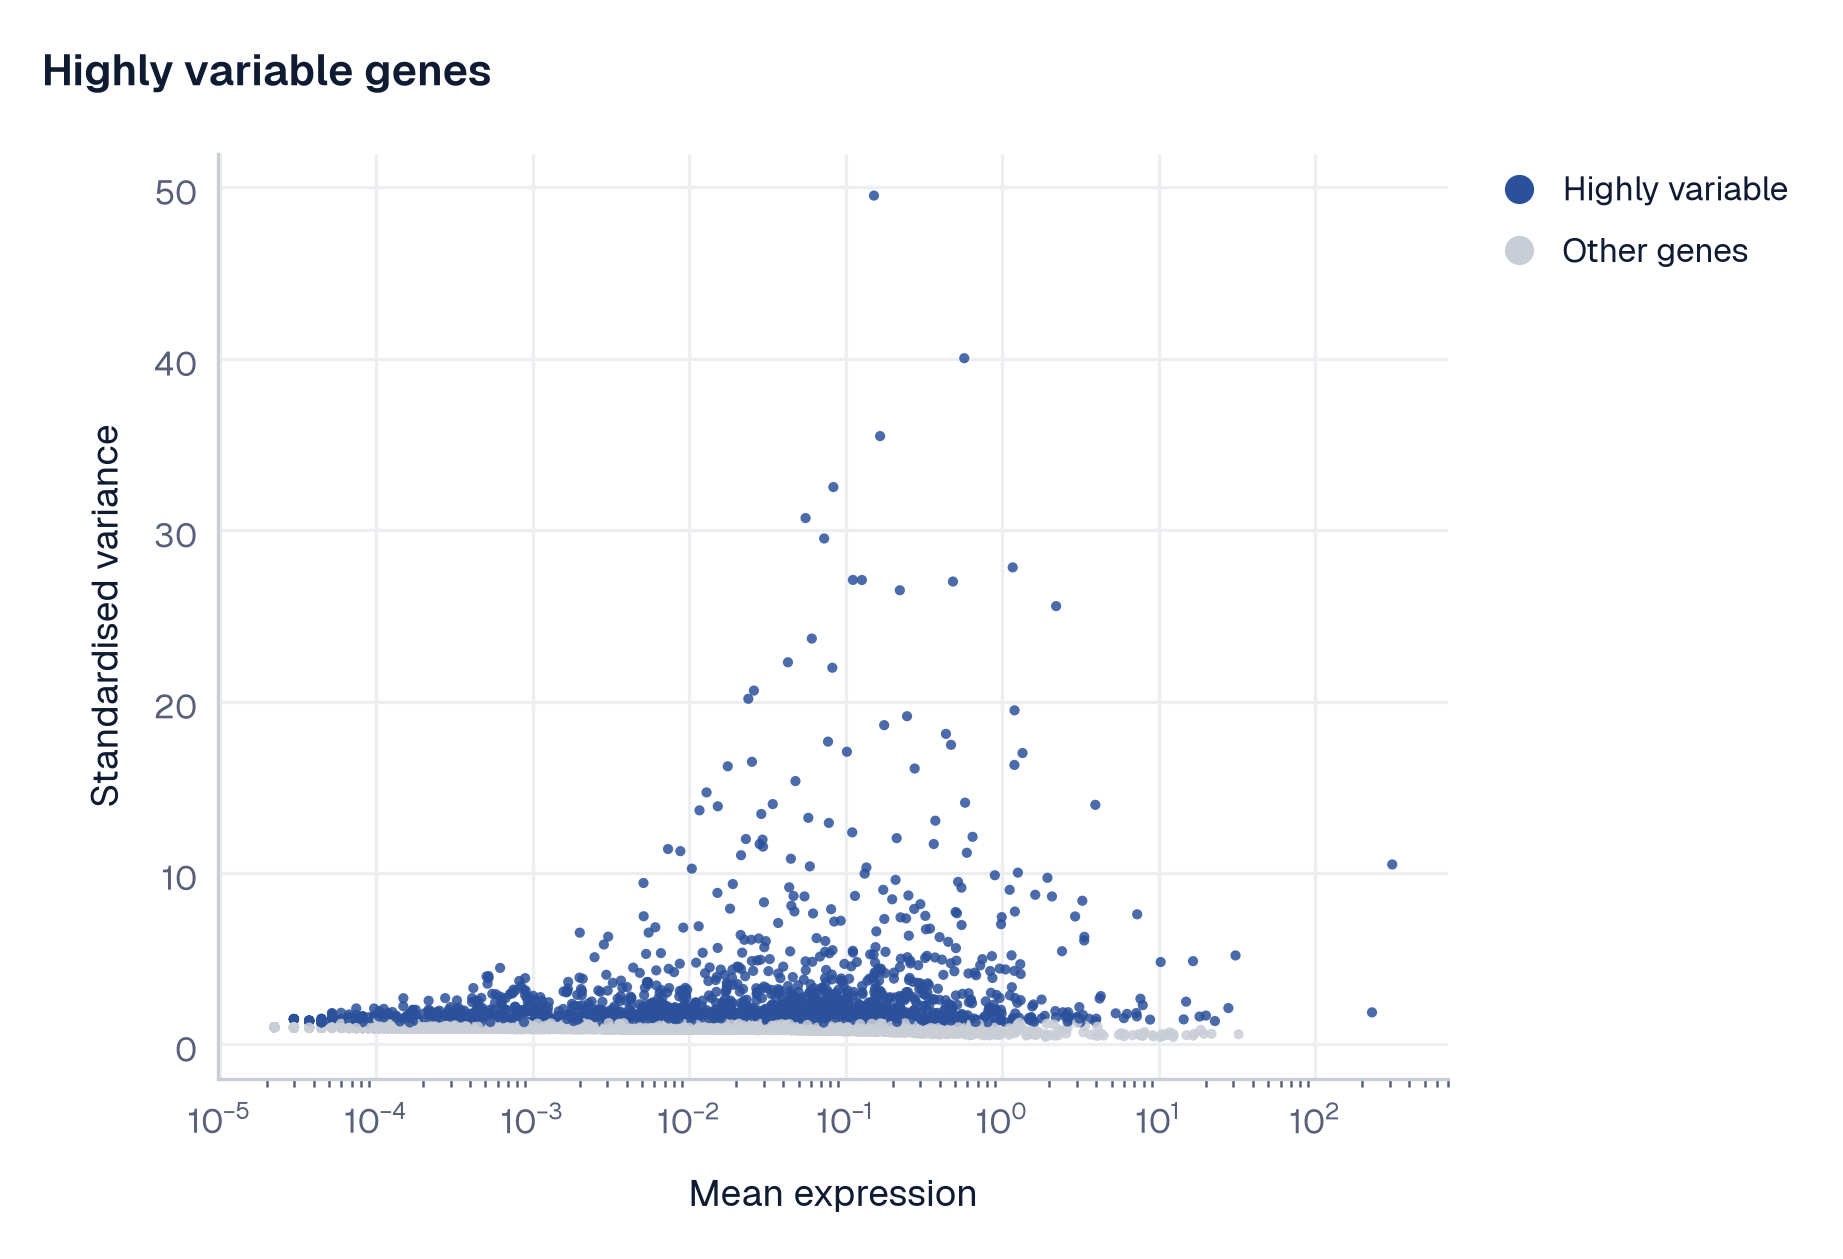 Highly variable genes
Highly variable
Other genes
Standardised variance
50
40
30
20
10
0
10⁻⁵ 10⁻⁴ 10⁻³ 10⁻² 10⁻¹ 10⁰ 10¹ 10²
Mean expression